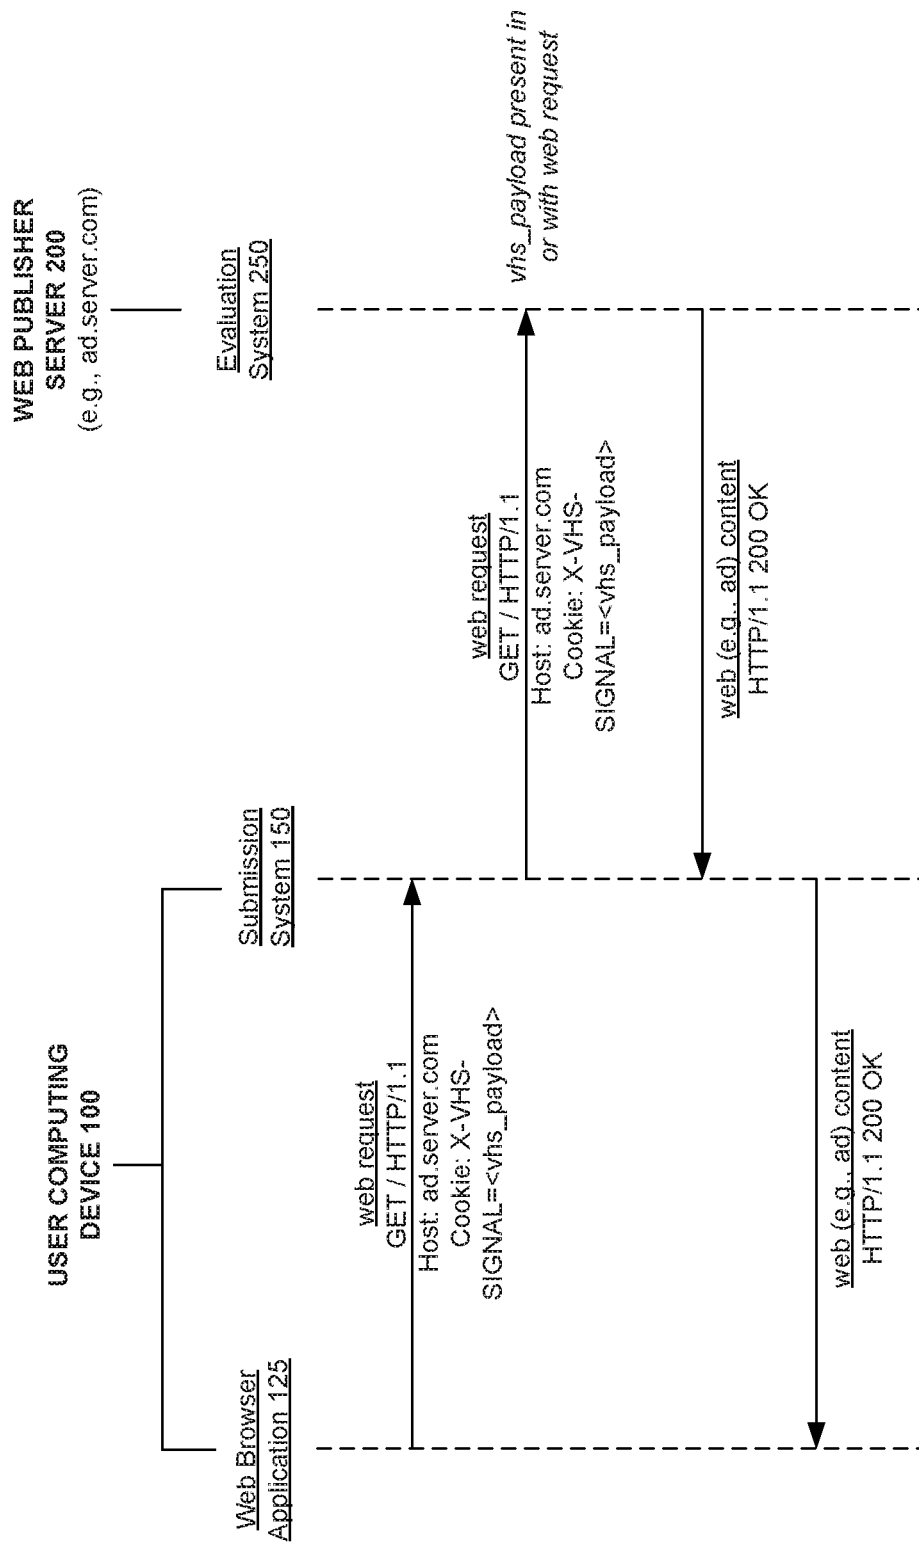 USER COMPUTING
DEVICE 100
WEB PUBLISHER
SERVER 200
(e.g., ad.server.com)
Web Browser
Application 125
Submission
System 150
Evaluation
System 250
web request
GET / HTTP/1.1
Host: ad.server.com
Cookie: X-VHS-
SIGNAL=<vhs_payload>
web request
GET / HTTP/1.1
Host: ad.server.com
Cookie: X-VHS-
SIGNAL=<vhs_payload>
vhs_payload present in
or with web request
web (e.g., ad) content
HTTP/1.1 200 OK
web (e.g., ad) content
HTTP/1.1 200 OK